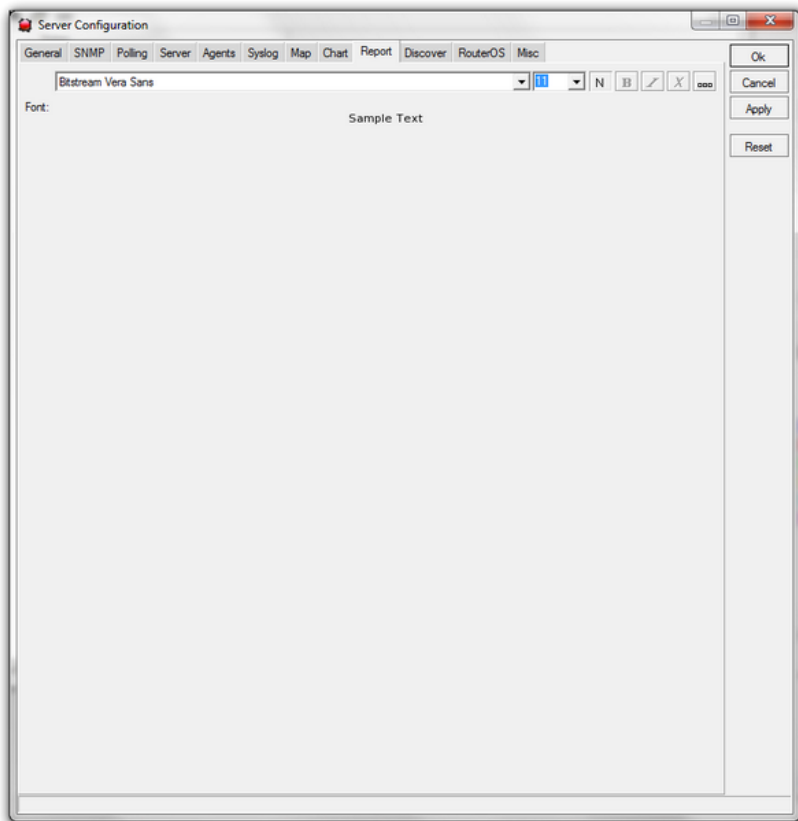 Server Configuration
General SNMP Polling Server Agents Syslog Map Chart Report Discover RouterOS Misc
Ok
Bitstream Vera Sans 11 N B I X
Cancel
Font:
Apply
Sample Text
Reset